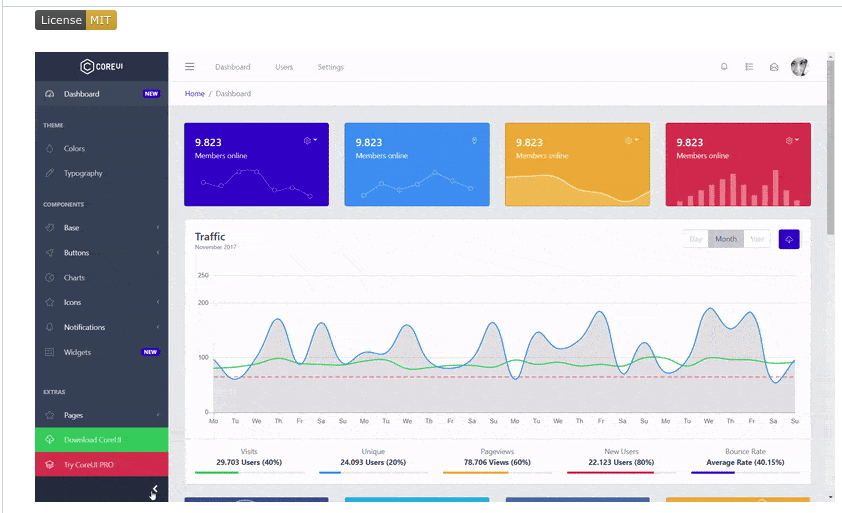 License MIT
COREUI
Dashboard Users Settings
Dashboard NEW
Home / Dashboard
THEME
Colors
Typography
COMPONENTS
Base
Buttons
Charts
Icons
Notifications
Widgets NEW
EXTRAS
Pages
Download CoreUI
Try CoreUI PRO
9.823
Members online
9.823
Members online
9.823
Members online
9.823
Members online
Traffic
November 2017
Day Month Year
250
200
100
0
Mo Tu We Th Fr Sa Su Mo Tu We Th Fr Sa Su Mo Tu We Th Fr Sa Su Mo Tu We Th Fr Sa Su
Visits
29.703 Users (40%)
Unique
24.093 Users (20%)
Pageviews
78.706 Views (60%)
New Users
22.123 Users (80%)
Bounce Rate
Average Rate (40.15%)